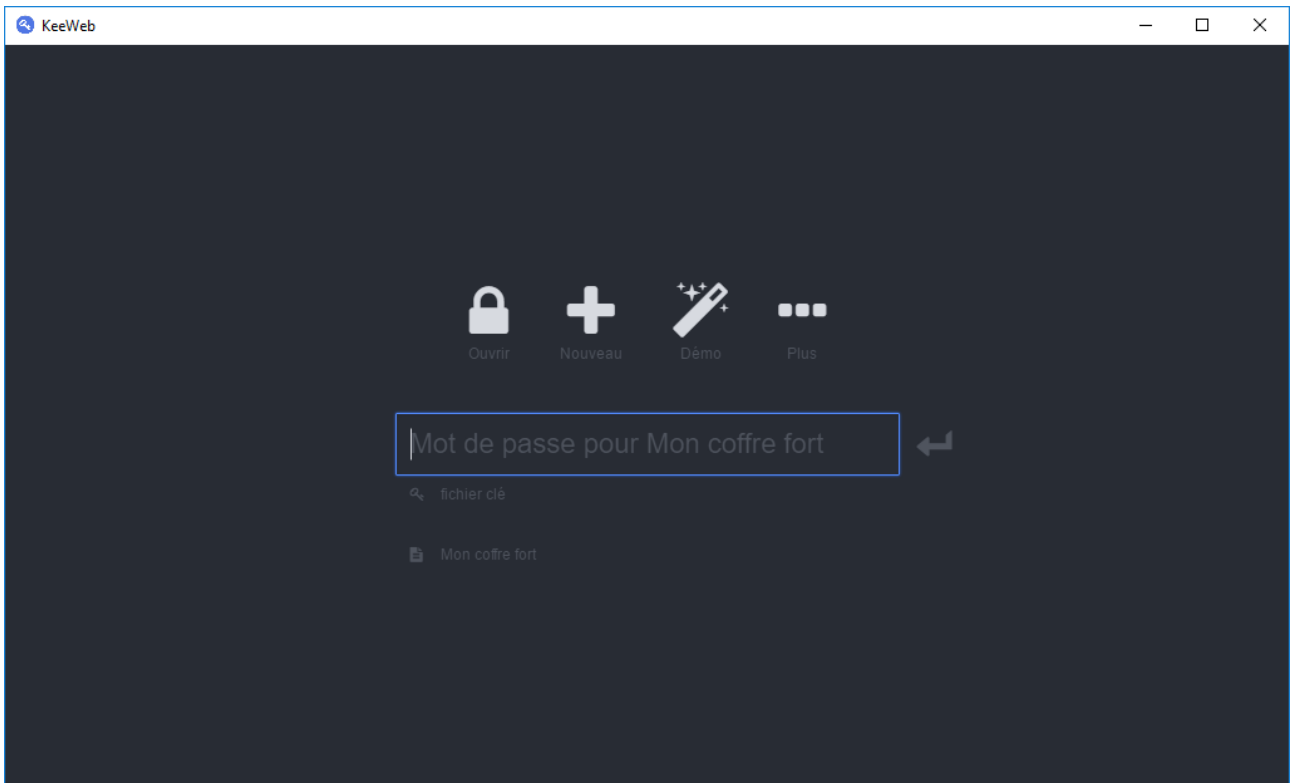 KeeWeb
Ouvrir Nouveau Démo Plus
Mot de passe pour Mon coffre fort
fichier clé
Mon coffre fort